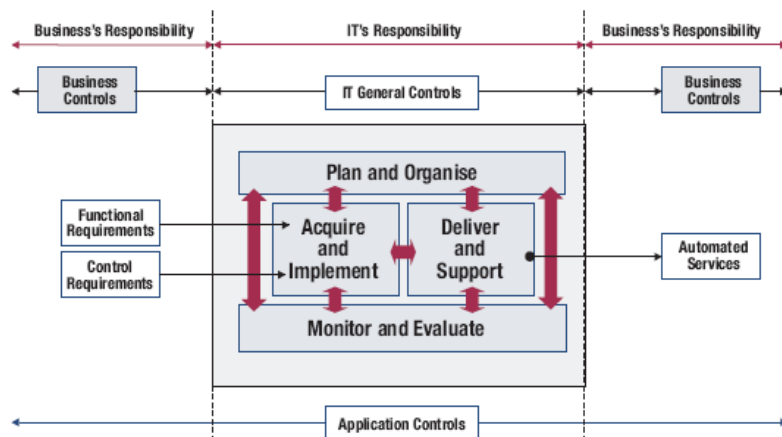 Business's Responsibility
IT's Responsibility
Business's Responsibility
Business
Controls
IT General Controls
Business
Controls
Plan and Organise
Functional
Requirements
Control
Requirements
Acquire
and
Implement
Deliver
and
Support
Automated
Services
Monitor and Evaluate
Application Controls